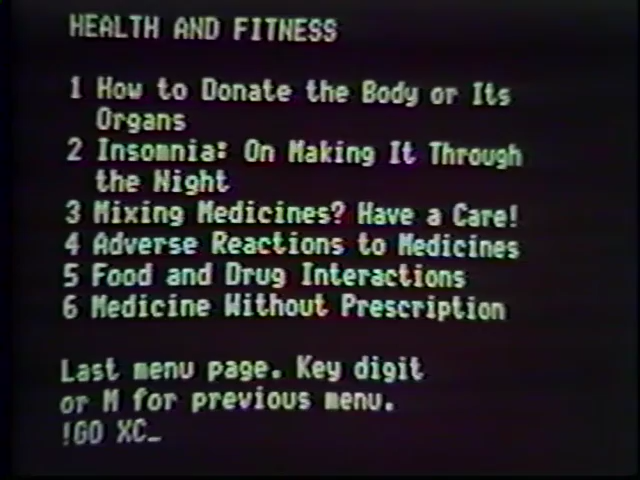 HEALTH AND FITNESS
1 How to Donate the Body or Its
Organs
2 Insomnia: On Making It Through
the Night
3 Mixing Medicines? Have a Care!
4 Adverse Reactions to Medicines
5 Food and Drug Interactions
6 Medicine Without Prescription
Last menu page. Key digit
or M for previous menu.
!GO XC_